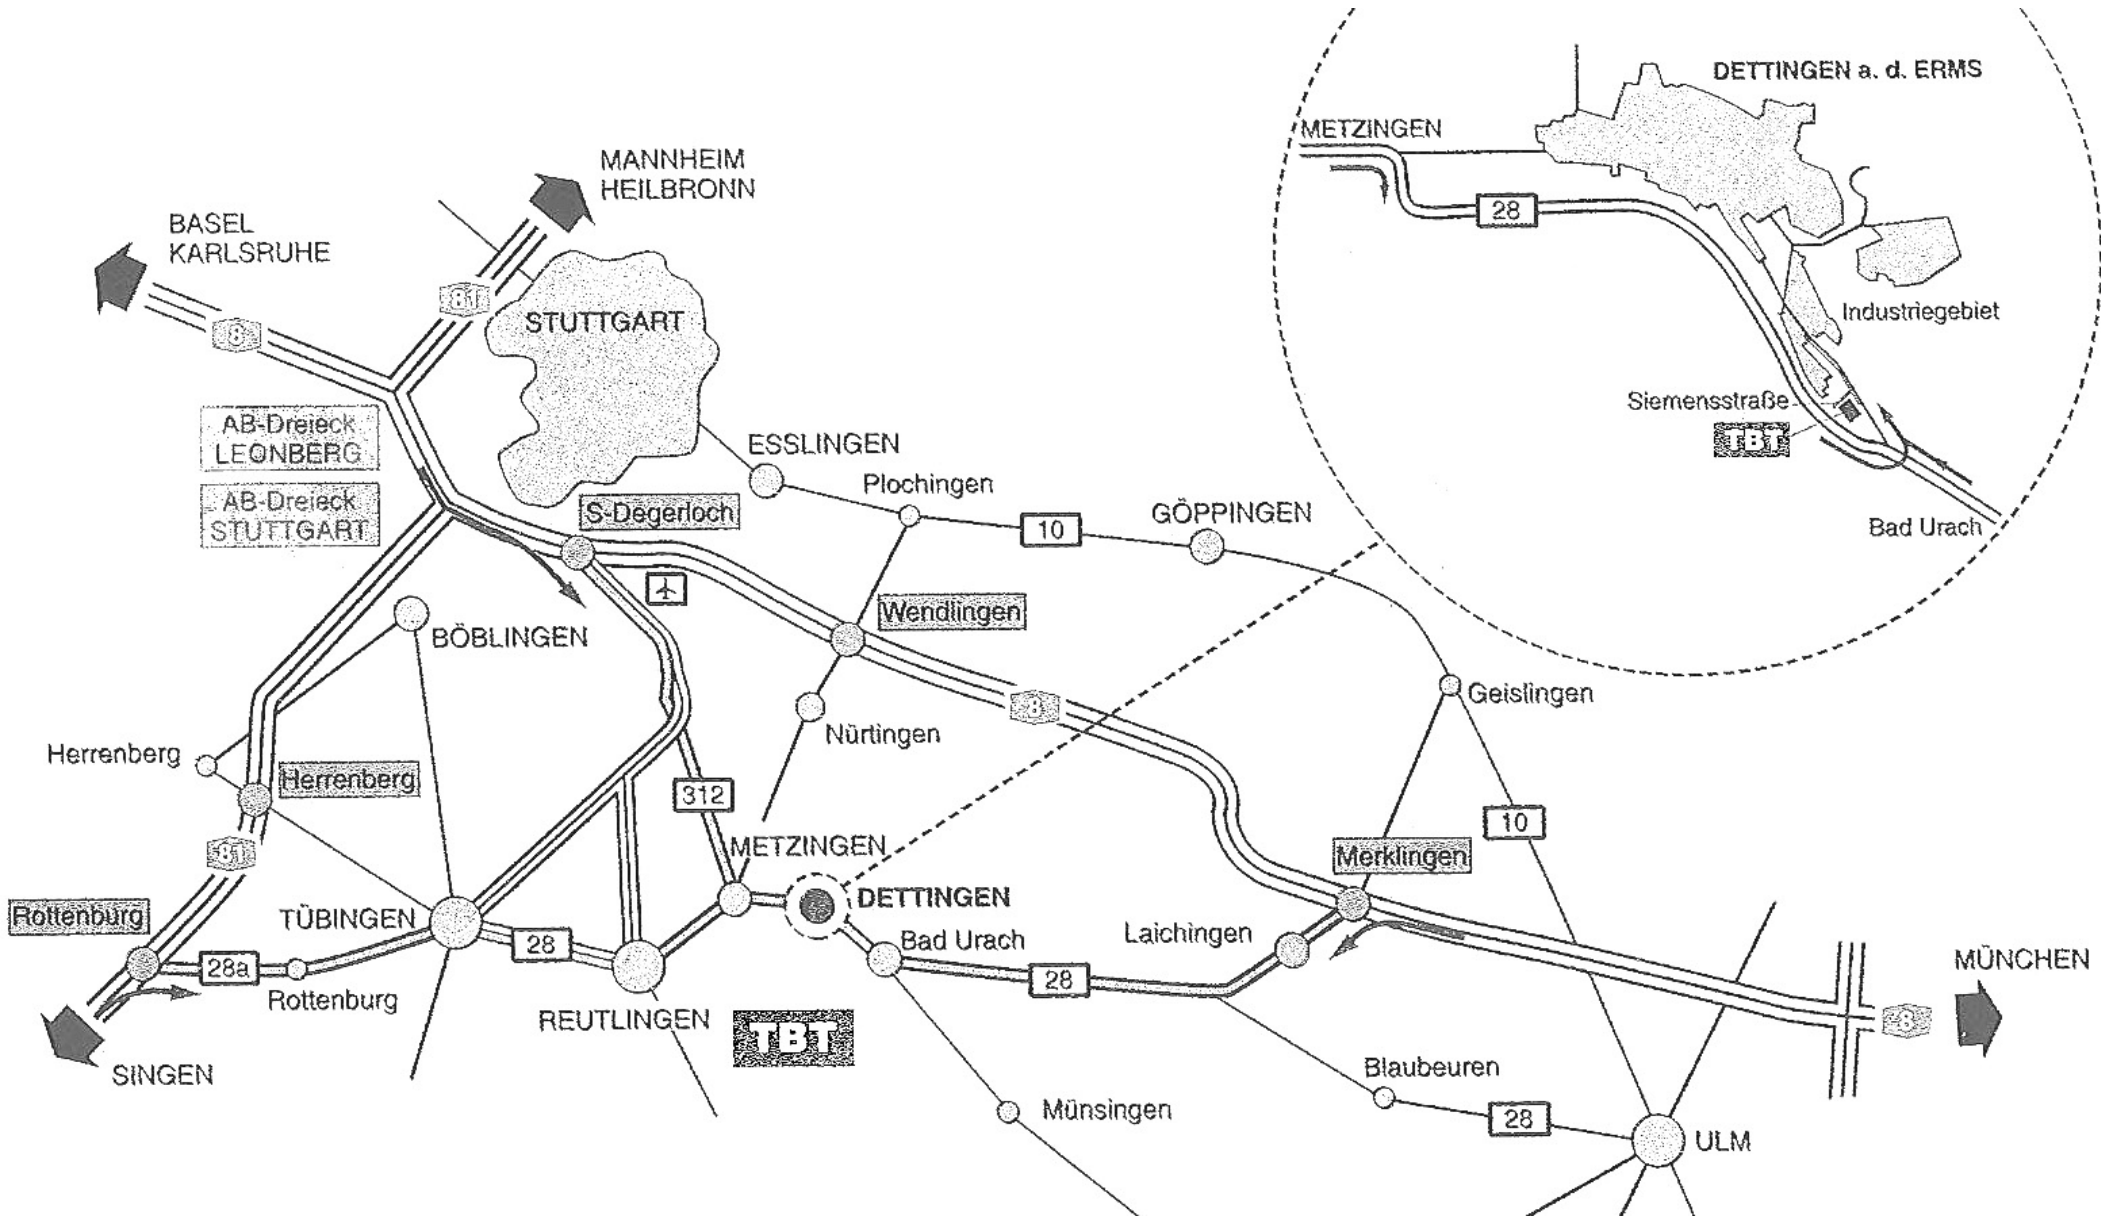 DETTINGEN a. d. ERMS
METZINGEN
28
Industriegebiet
Siemensstraße
TBT
Bad Urach
MANNHEIM
HEILBRONN
BASEL
KARLSRUHE
81
8
STUTTGART
AB-Dreieck
LEONBERG
ESSLINGEN
Plochingen
AB-Dreieck
STUTTGART
S-Degerloch
10
GÖPPINGEN
Wendlingen
BÖBLINGEN
Geislingen
8
Nürtingen
Herrenberg
Herrenberg
312
10
METZINGEN
81
Merklingen
Rottenburg
TÜBINGEN
DETTINGEN
28
Bad Urach
Laichingen
28a
Rottenburg
28
MÜNCHEN
REUTLINGEN
TBT
8
SINGEN
Blaubeuren
Münsingen
28
ULM